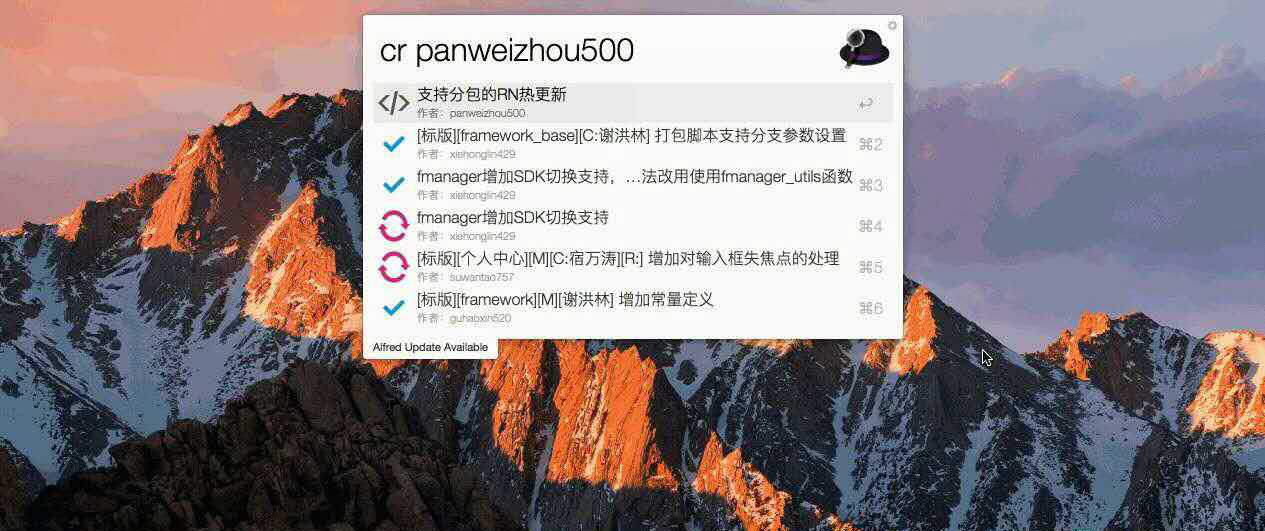 cr panweizhou500
支持分包的RN热更新
作者：panweizhou500
[标版][framework_base][C:谢洪林] 打包脚本支持分支参数设置
⌘2
作者：xiehonglin429
fmanager增加SDK切换支持，…法改用使用fmanager_utils函数
⌘3
作者：xiehonglin429
fmanager增加SDK切换支持
⌘4
作者：xiehonglin429
[标版][个人中心][M][C:宿万涛][R:] 增加对输入框失焦点的处理
⌘5
作者：suwantao757
[标版][framework][M][谢洪林] 增加常量定义
⌘6
作者：guhaoxin520
Alfred Update Available